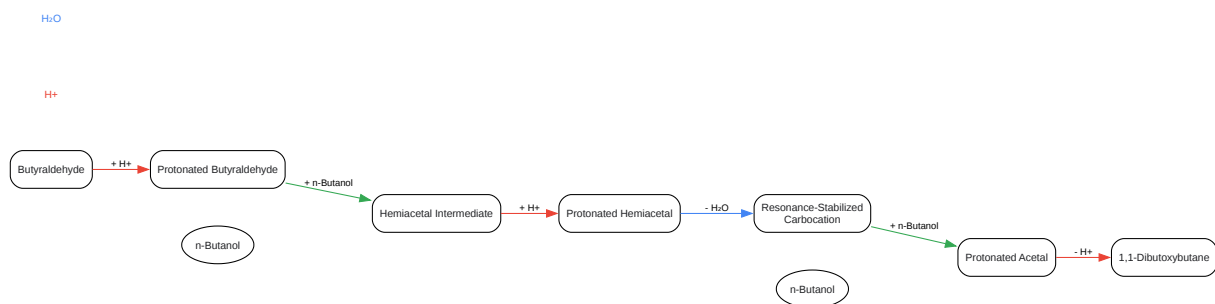 H₂O
H+
Butyraldehyde
+ H+
Protonated Butyraldehyde
+ n-Butanol
n-Butanol
Hemiacetal Intermediate
+ H+
Protonated Hemiacetal
- H₂O
Resonance-Stabilized
Carbocation
+ n-Butanol
n-Butanol
Protonated Acetal
- H+
1,1-Dibutoxybutane